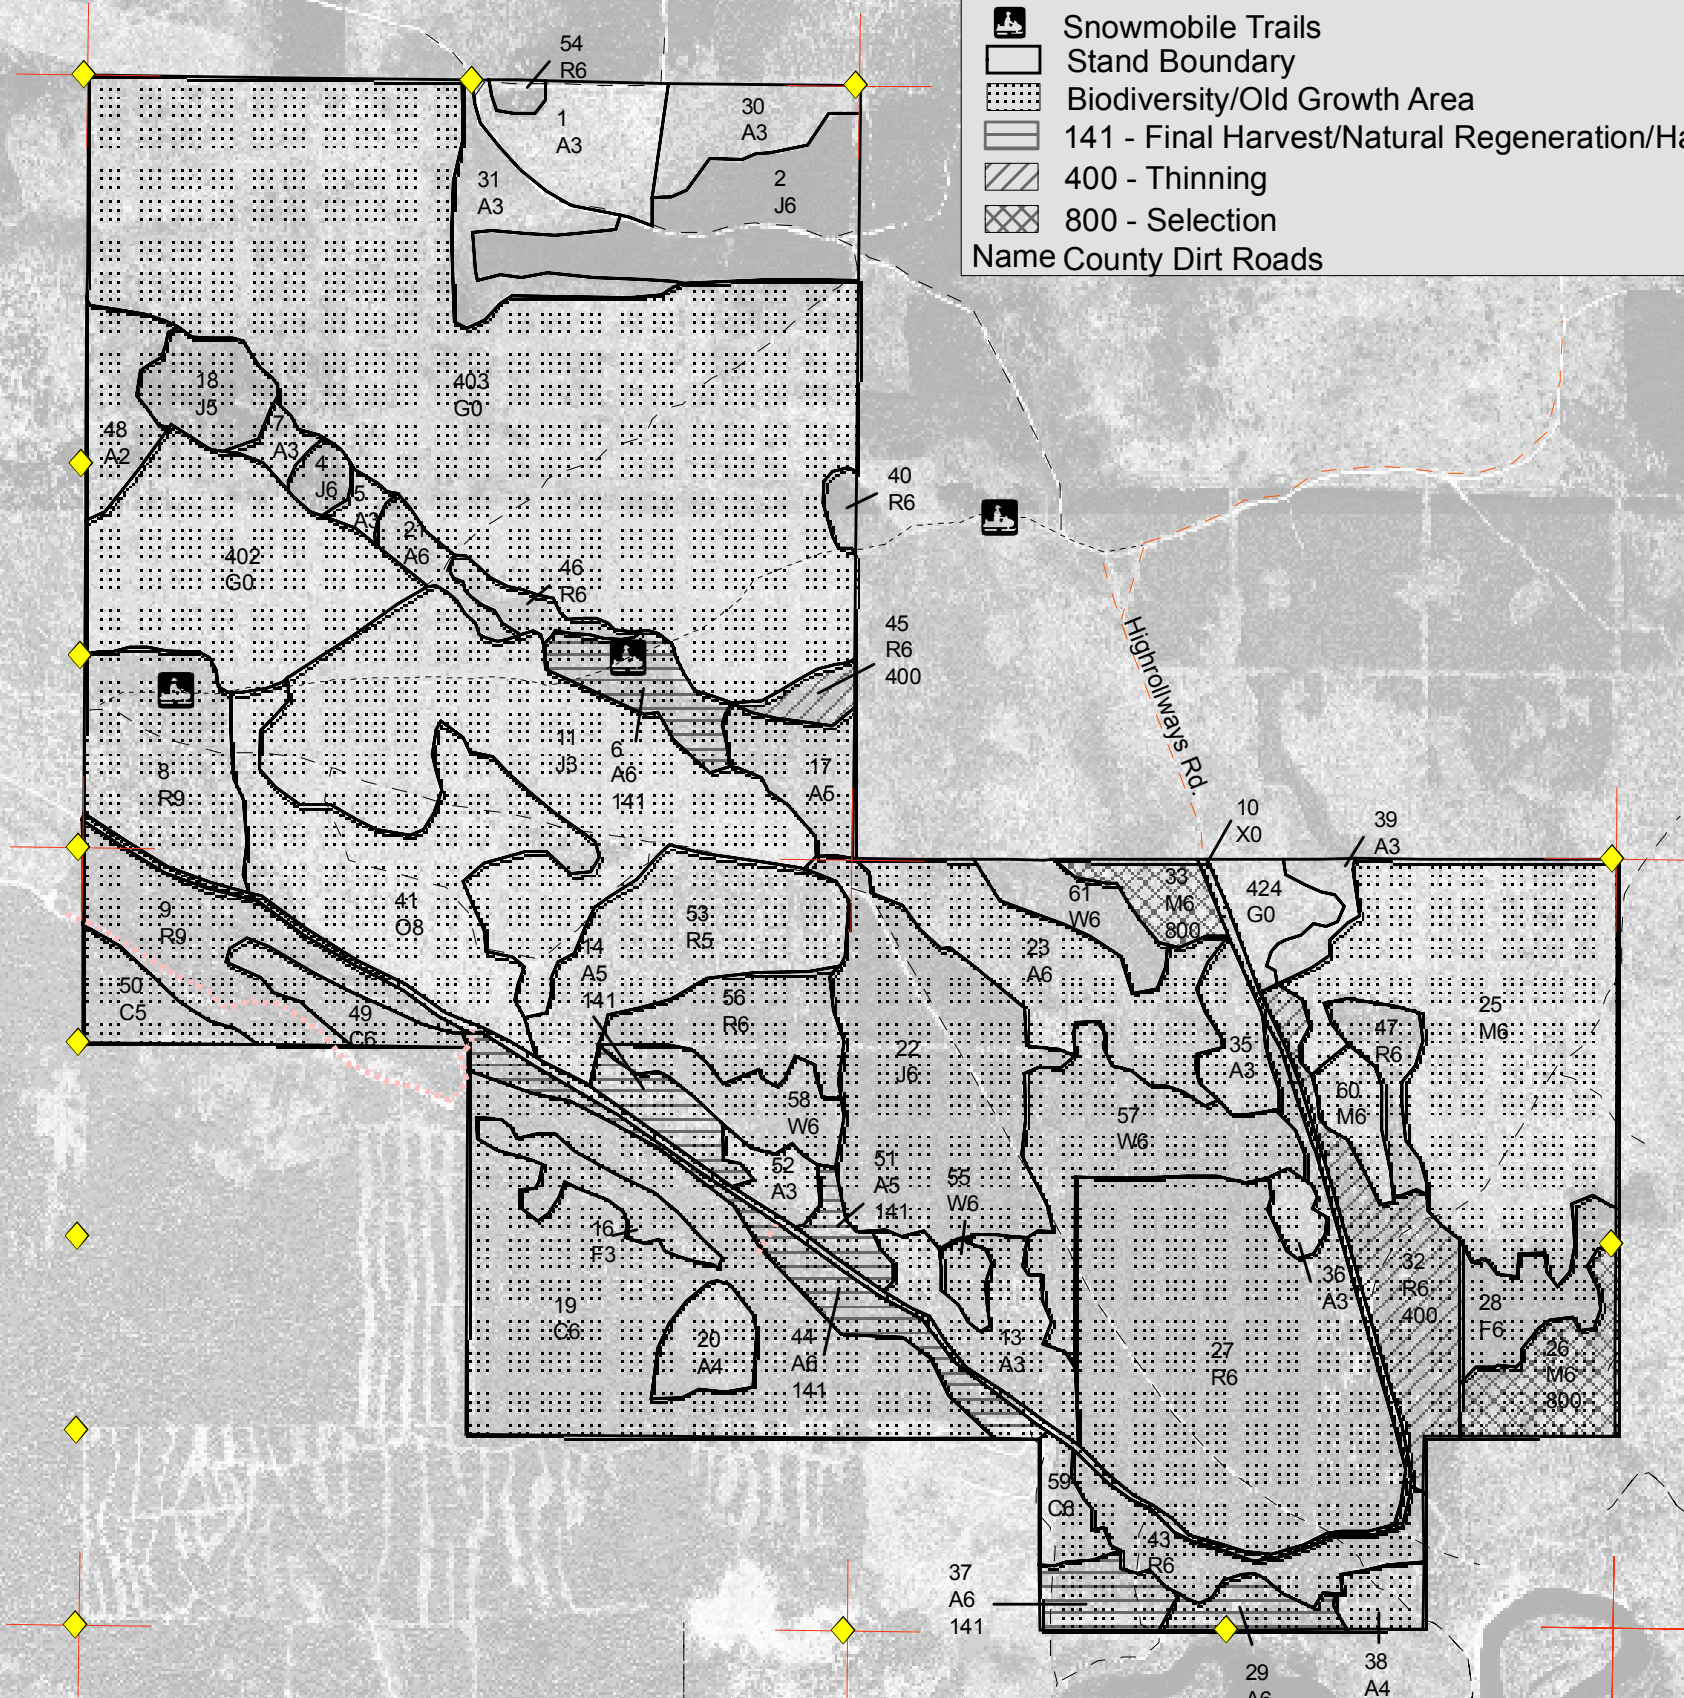 Snowmobile Trails
Stand Boundary
Biodiversity/Old Growth Area
141 - Final Harvest/Natural Regeneration/Ha
400 - Thinning
800 - Selection
Name County Dirt Roads
54
R6
1
A3
30
A3
31
A3
2
J6
18
J5
403
G0
48
A2
7
A3
4
J6
5
A3
21
A6
40
R6
402
G0
46
R6
45
R6
400
Highrollways Rd.
11
J3
6
A6
141
17
A5
8
R9
10
X0
39
A3
33
M6
800
424
G0
61
W6
41
O8
9
R9
53
R5
14
A5
141
23
A6
50
C5
49
C6
56
R6
25
M6
47
R6
22
J6
35
A3
60
M6
58
W6
57
W6
52
A3
51
A5
141
55
W6
16
F3
36
A3
32
R6
400
19
C6
28
F6
20
A4
44
A6
141
13
A3
27
R6
26
M6
800
59
C6
43
R6
37
A6
141
29
A6
38
A4